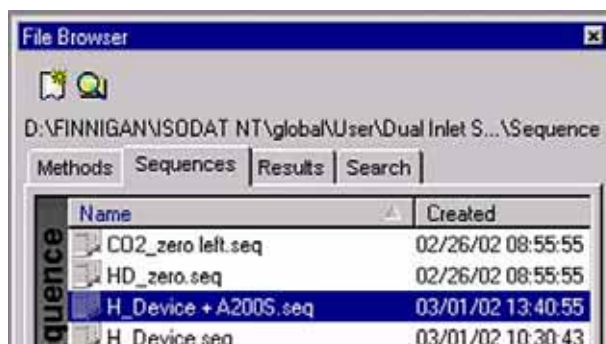 File Browser
D:\FINNIGAN\ISODAT NT\global\User\Dual Inlet S...\Sequence
Methods Sequences Results Search
Name Created
CO2_zero left.seq 02/26/02 08:55:55
HD_zero.seq 02/26/02 08:55:55
H_Device + A200S.seq 03/01/02 13:40:55
H_Device.seq 03/01/02 10:30:43